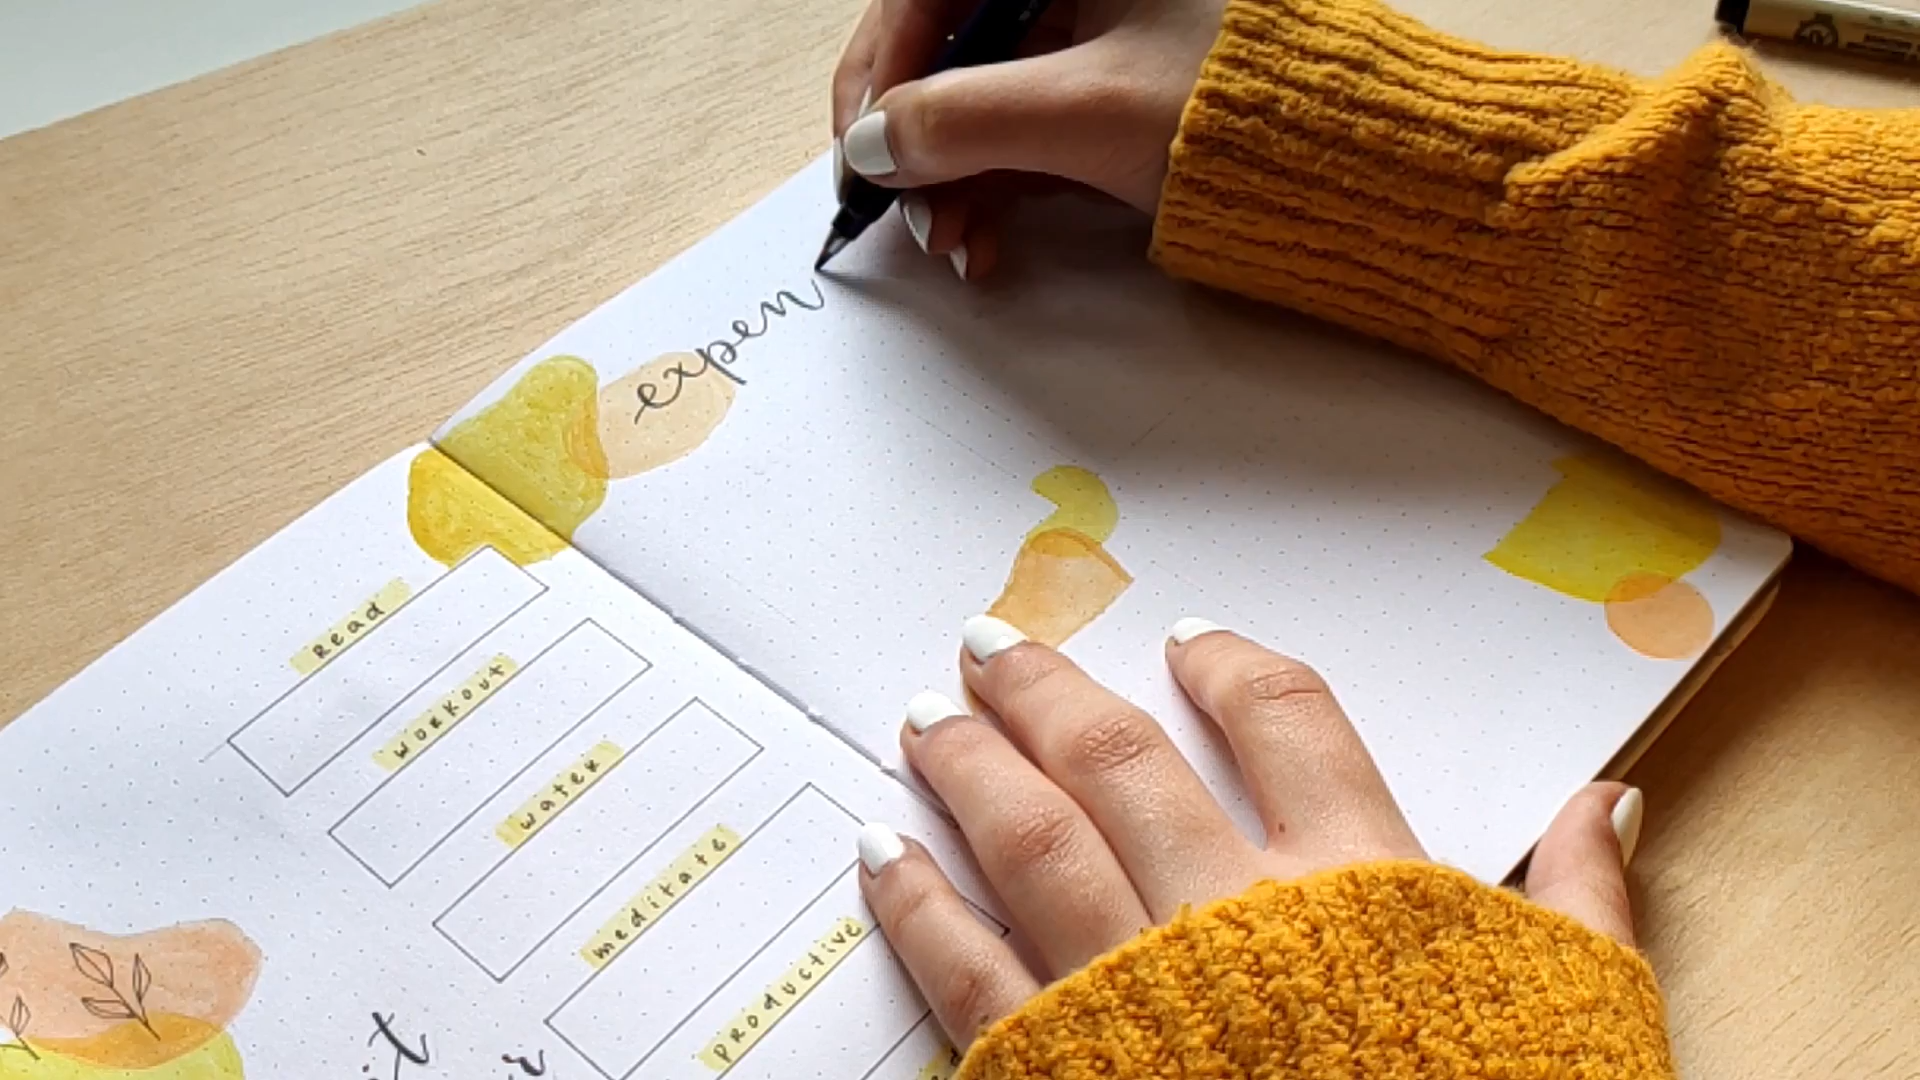 expen
Read
workout
water
meditate
productive